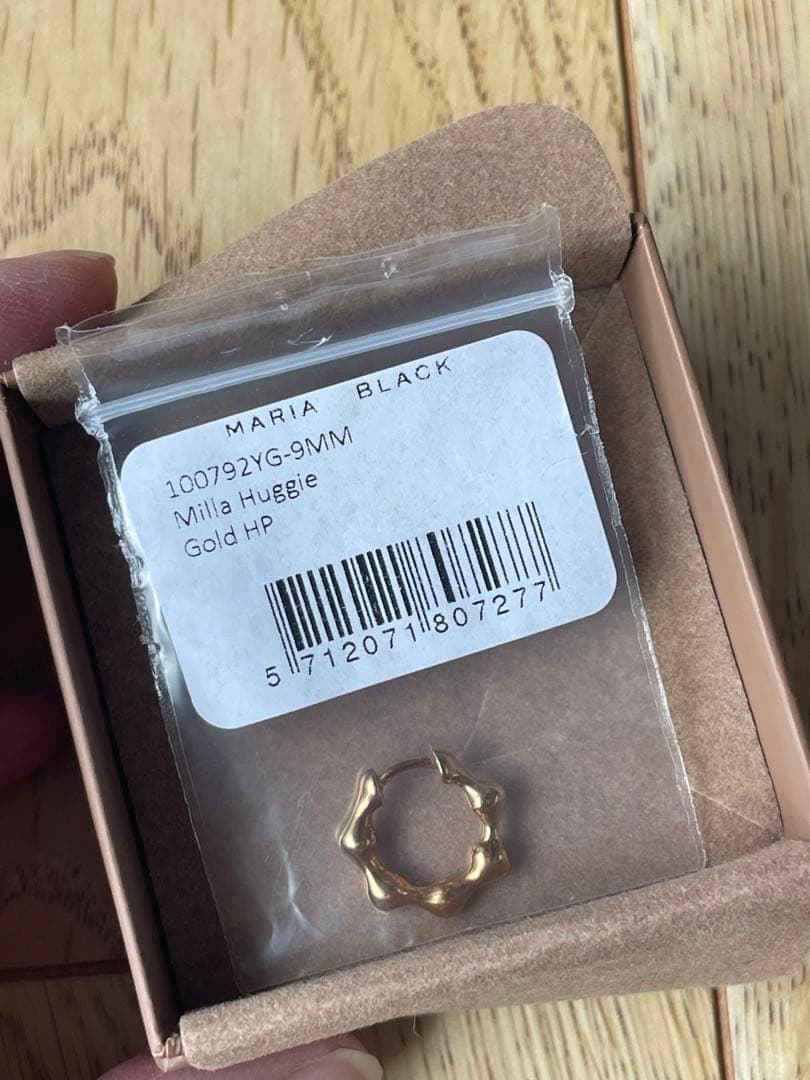 MARIA BLACK
100792YG-9MM
Milla Huggie
Gold HP
5 712071 807277